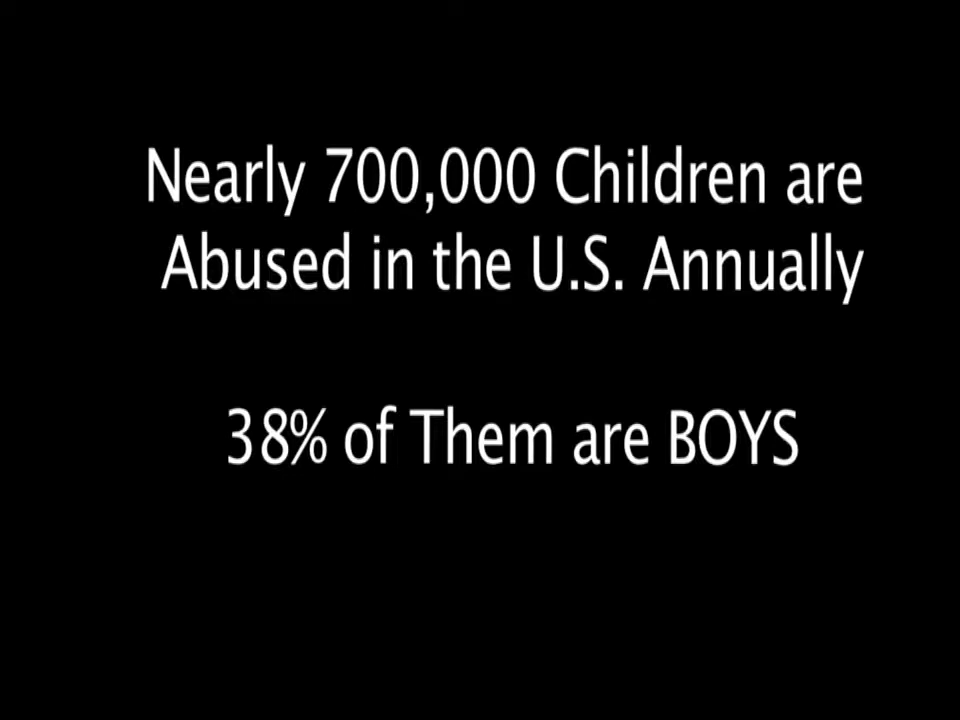 Nearly 700,000 Children are
Abused in the U.S. Annually
38% of Them are BOYS